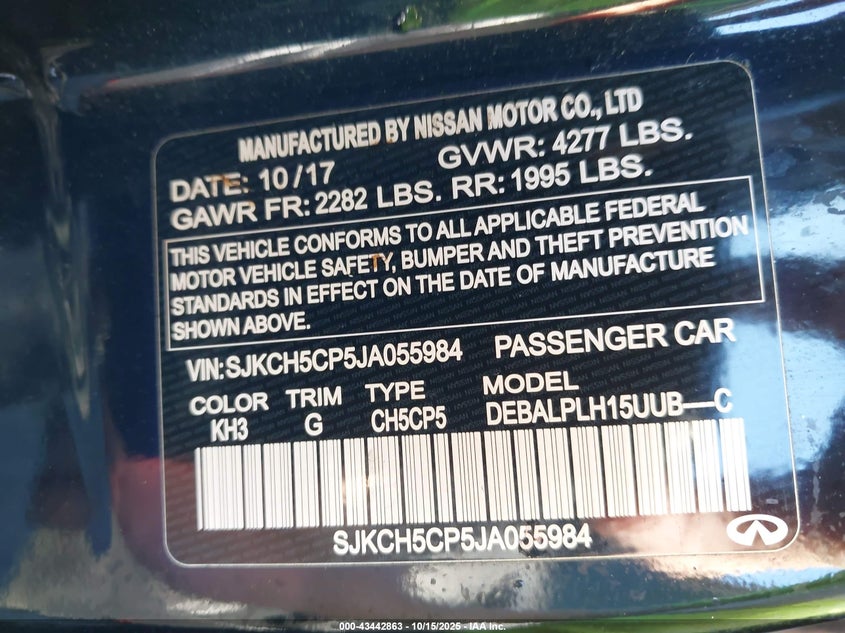 MANUFACTURED BY NISSAN MOTOR CO., LTD
DATE: 10/17 GVWR: 4277 LBS.
GAWR FR: 2282 LBS. RR: 1995 LBS.
THIS VEHICLE CONFORMS TO ALL APPLICABLE FEDERAL
MOTOR VEHICLE SAFETY, BUMPER AND THEFT PREVENTION
STANDARDS IN EFFECT ON THE DATE OF MANUFACTURE
SHOWN ABOVE.
VIN: SJKCH5CP5JA055984 PASSENGER CAR
COLOR TRIM TYPE MODEL
KH3 G CH5CP5 DEBALPLH15UUB—C
SJKCH5CP5JA055984
000-43442863 - 10/15/2025 - IAA Inc.